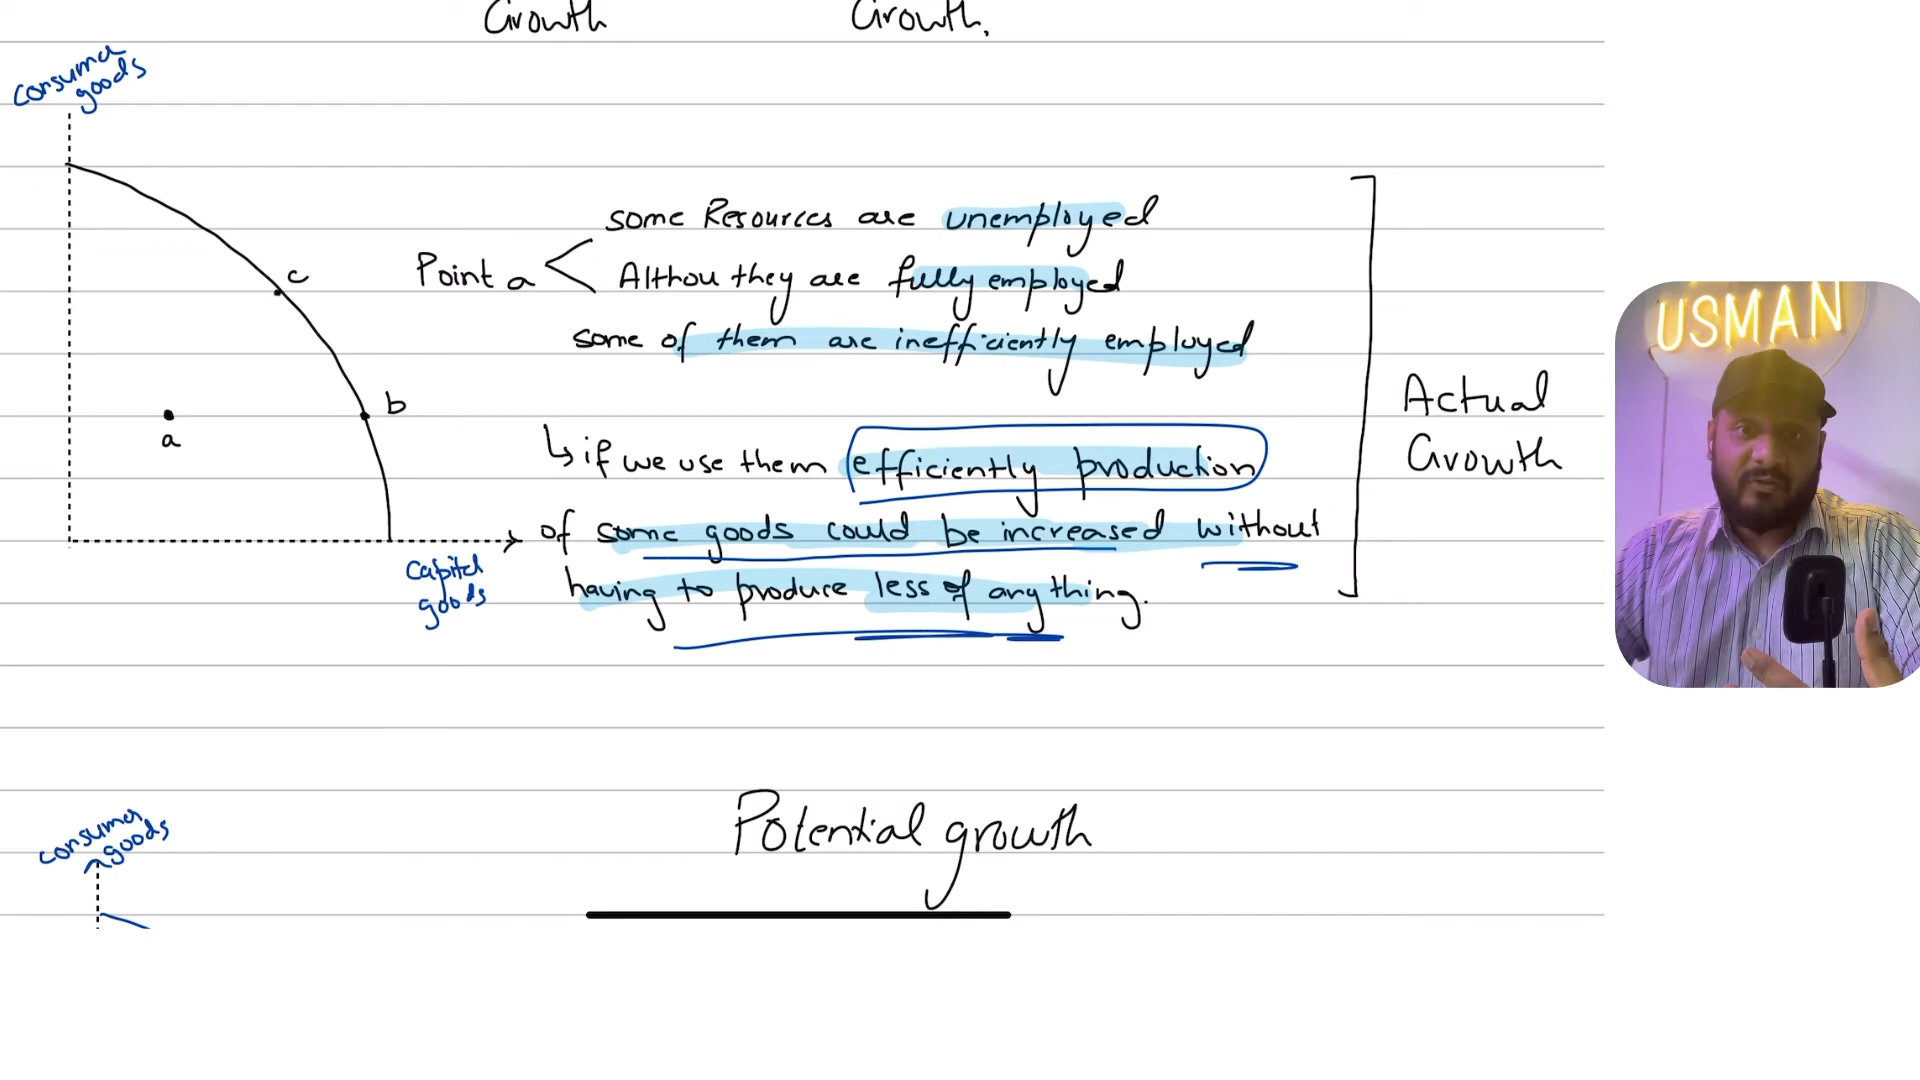 Growth Growth.
consumer
goods
some Resources are unemployed
Point a
Althou they are fully employed
some of them are inefficiently employed
c
b
a
↳ if we use them efficiently production
of some goods could be increased without
having to produce less of anything.
Actual
Growth
capital
goods
Potential growth
consumer
goods
USMAN